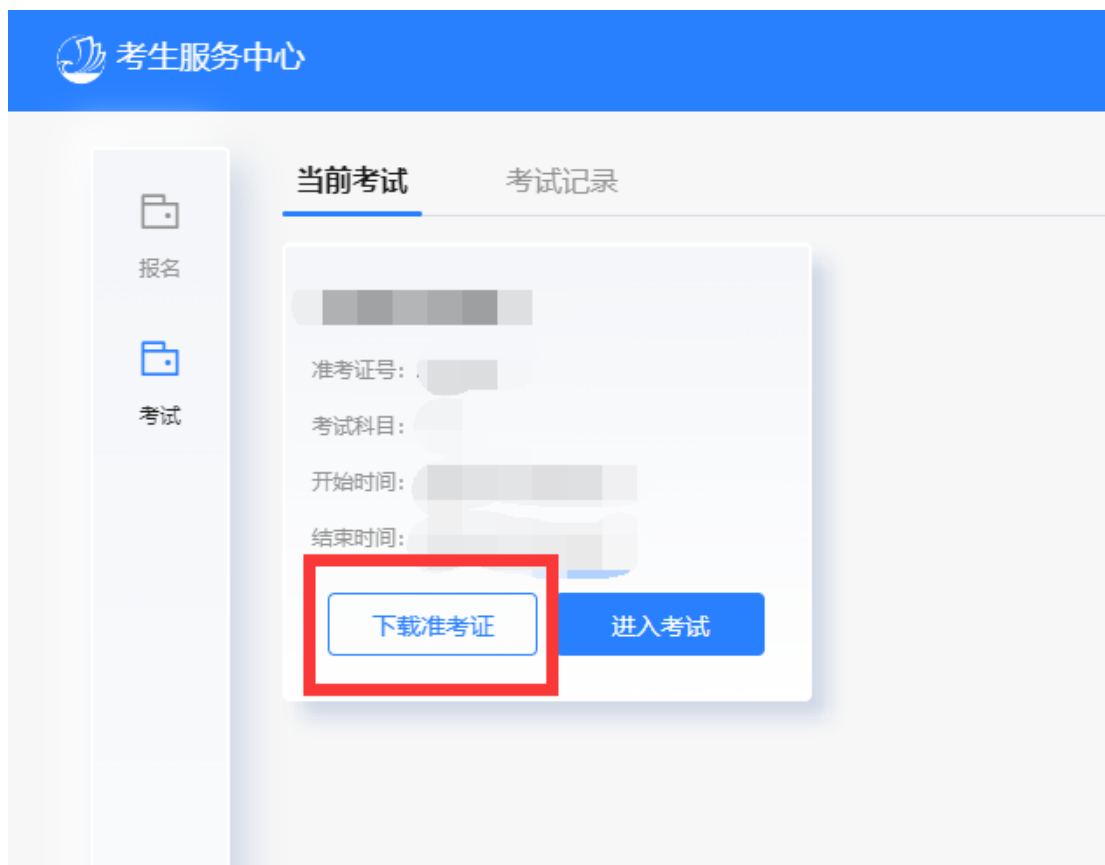 考生服务中心
当前考试
考试记录
报名
考试
准考证号：
考试科目：
开始时间：
结束时间：
下载准考证
进入考试